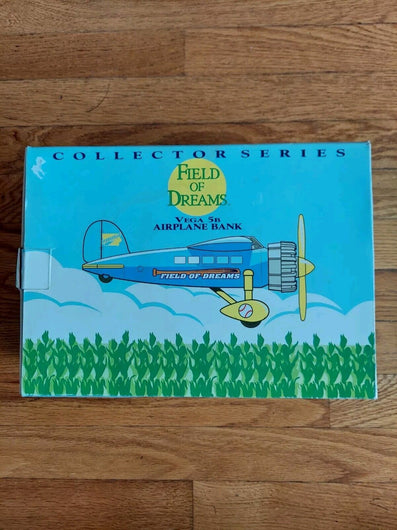 COLLECTOR SERIES
FIELD
OF
DREAMS
VEGA 5B
AIRPLANE BANK
FIELD OF DREAMS